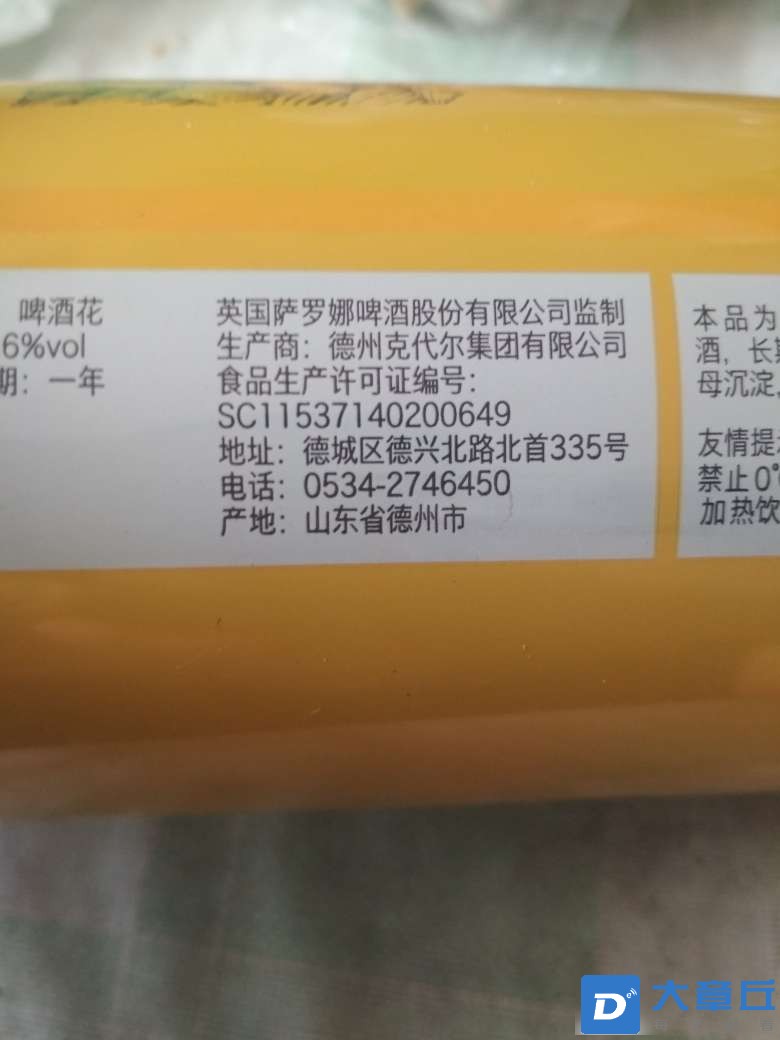 啤酒花
6%vol
期：一年
英国萨罗娜啤酒股份有限公司监制
生产商：德州克代尔集团有限公司
食品生产许可证编号：
SC11537140200649
地址：德城区德兴北路北首335号
电话：0534-2746450
产地：山东省德州市
本品为
酒，长期
母沉淀，
友情提示
禁止0°
加热饮
D
大章丘